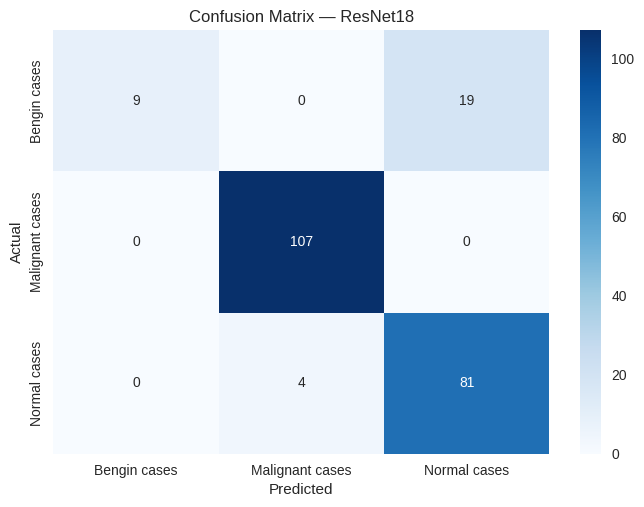 Confusion Matrix — ResNet18
Actual
Bengin cases
Malignant cases
Normal cases
9 0 19
0 107 0
0 4 81
Bengin cases Malignant cases Normal cases
Predicted
100
80
60
40
20
0